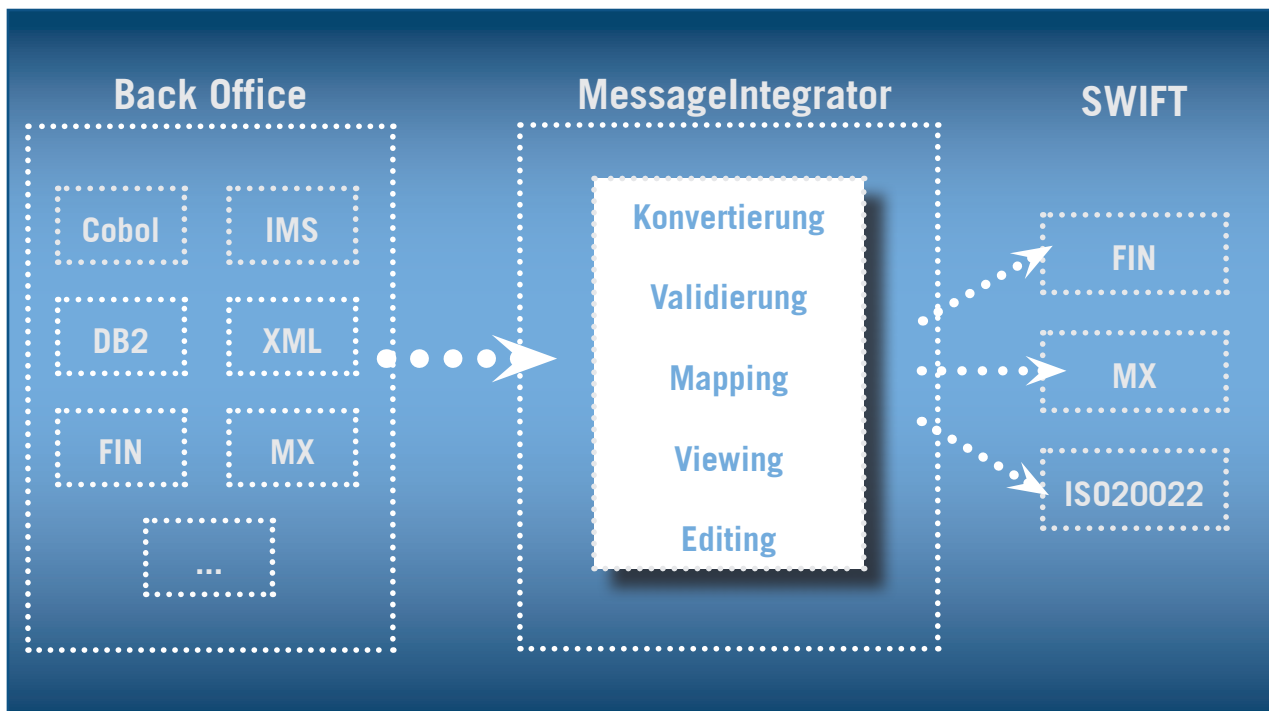 Back Office
MessageIntegrator
SWIFT
Cobol
IMS
DB2
XML
FIN
MX
...
Konvertierung
Validierung
Mapping
Viewing
Editing
FIN
MX
ISO20022